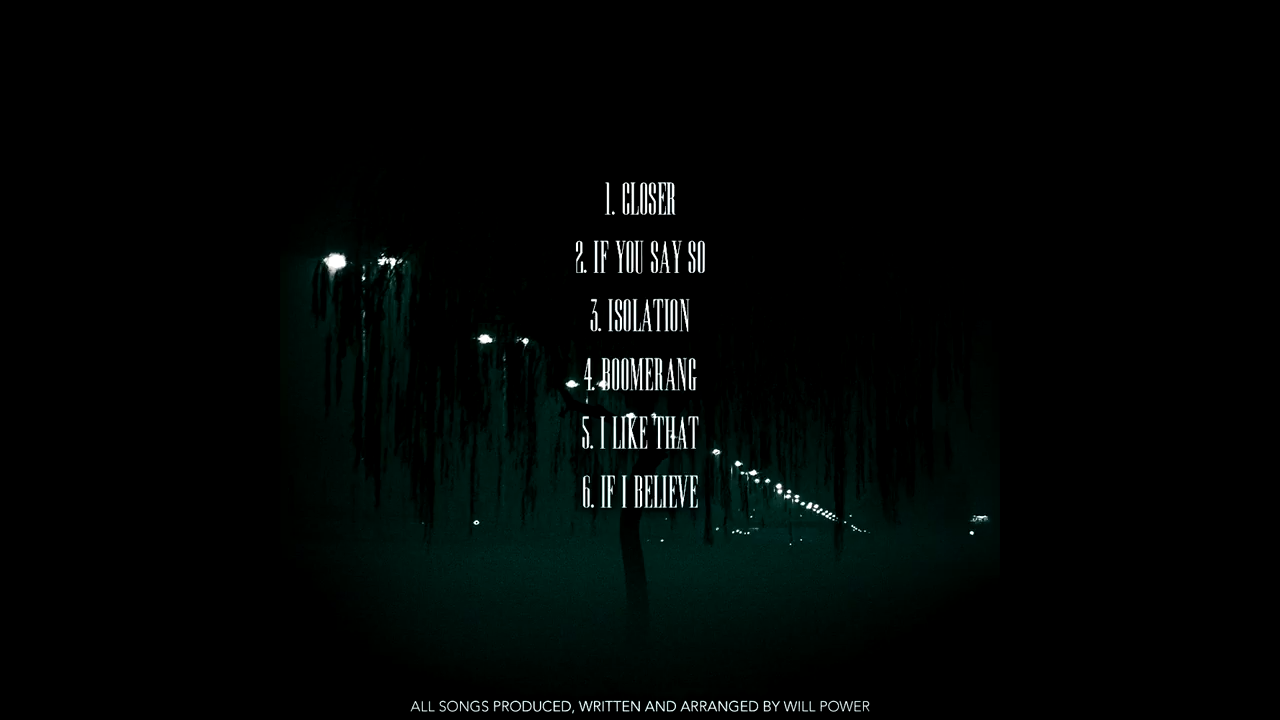 1. CLOSER
2. IF YOU SAY SO
3. ISOLATION
4. BOOMERANG
5. I LIKE THAT
6. IF I BELIEVE
ALL SONGS PRODUCED, WRITTEN AND ARRANGED BY WILL POWER